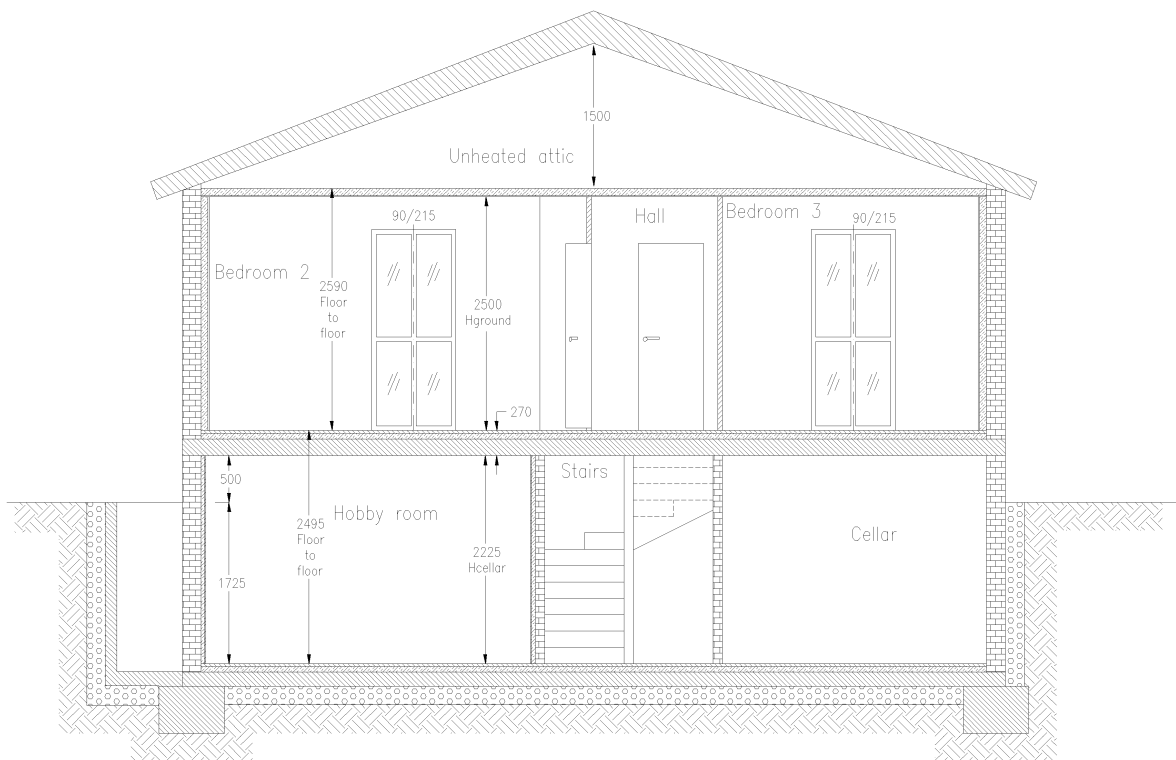 1500
Unheated attic
90/215
Hall
Bedroom 3
90/215
Bedroom 2
2590
Floor
to
floor
2500
Hground
270
500
Stairs
Hobby room
2495
Floor
to
floor
2225
Hcellar
Cellar
1725